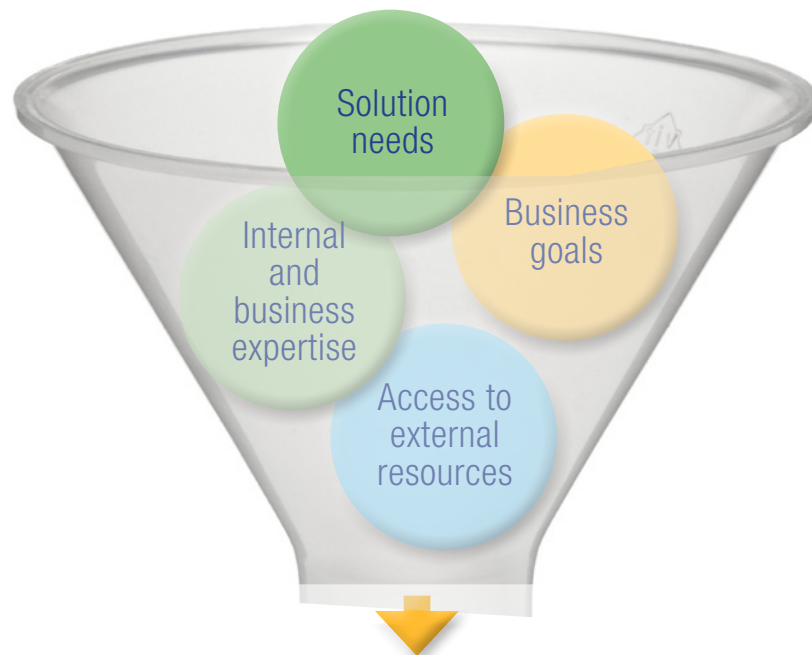 Solution
needs
Business
goals
Internal
and
business
expertise
Access to
external
resources